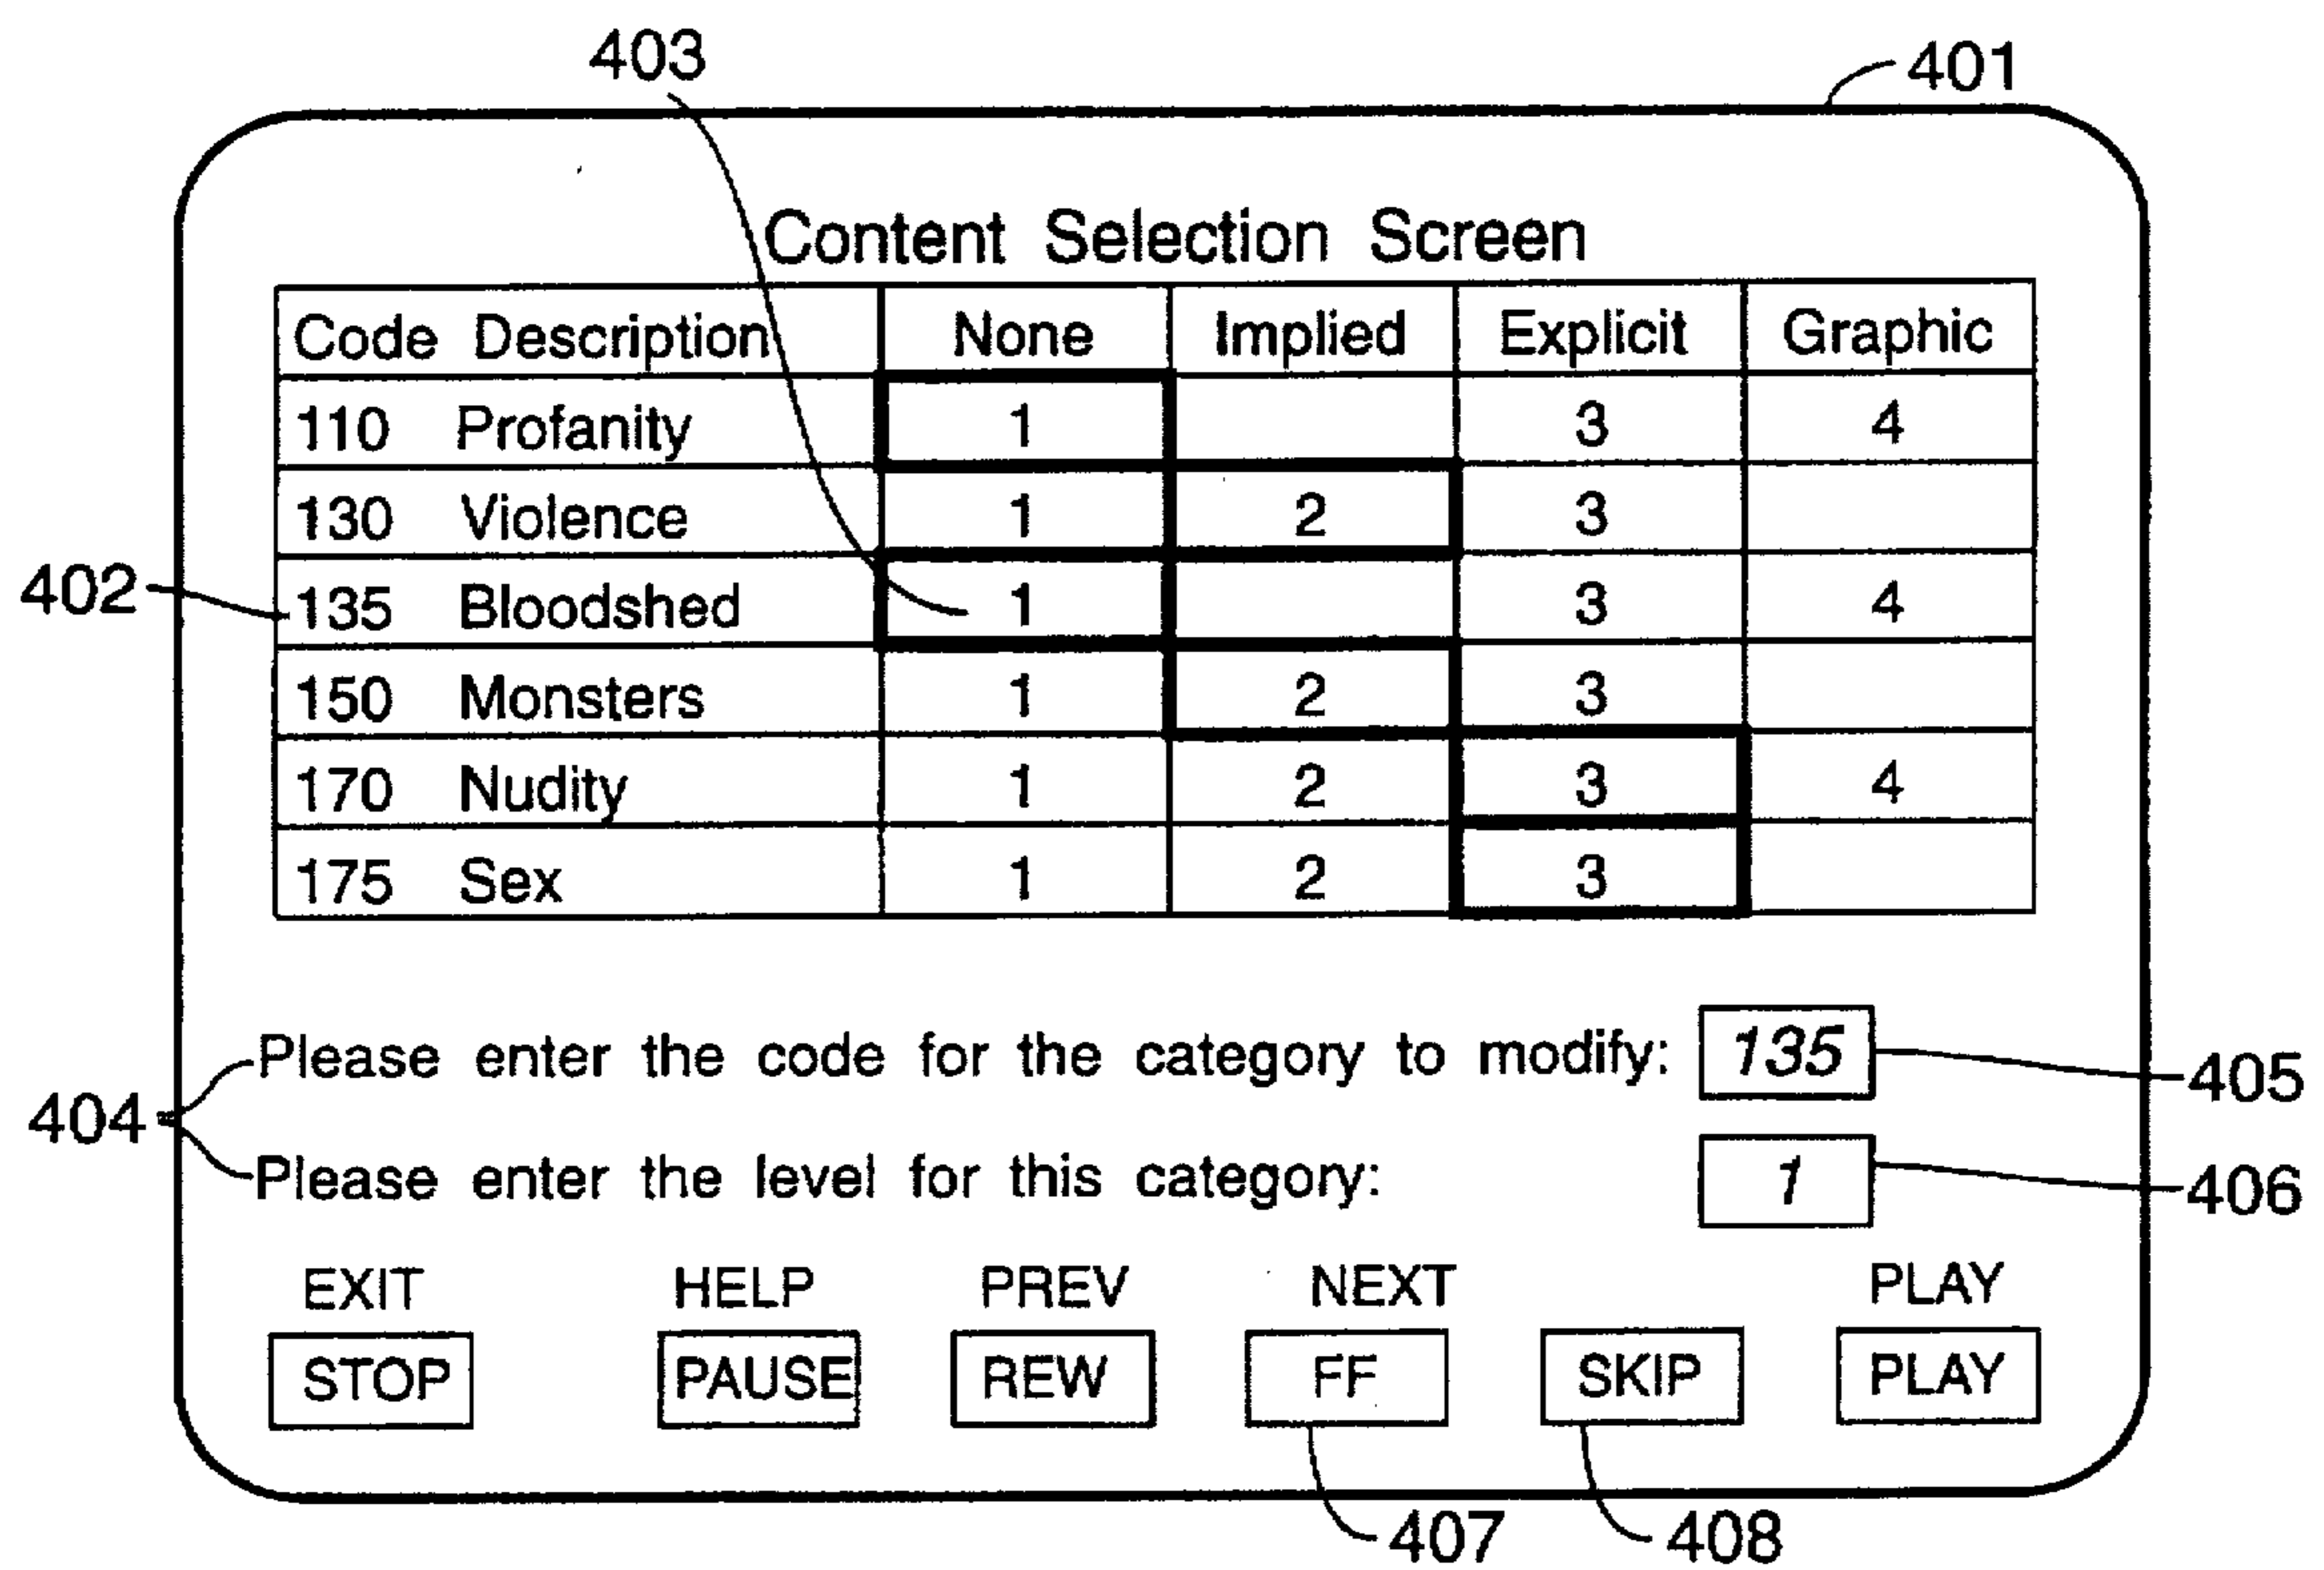 403
401
Content Selection Screen
Code Description None Implied Explicit Graphic
110 Profanity 1 3 4
130 Violence 1 2 3
402
135 Bloodshed 1 3 4
150 Monsters 1 2 3
170 Nudity 1 2 3 4
175 Sex 1 2 3
Please enter the code for the category to modify: 135
405
404
Please enter the level for this category: 1
406
EXIT HELP PREV NEXT PLAY
STOP PAUSE REW FF SKIP PLAY
407 408